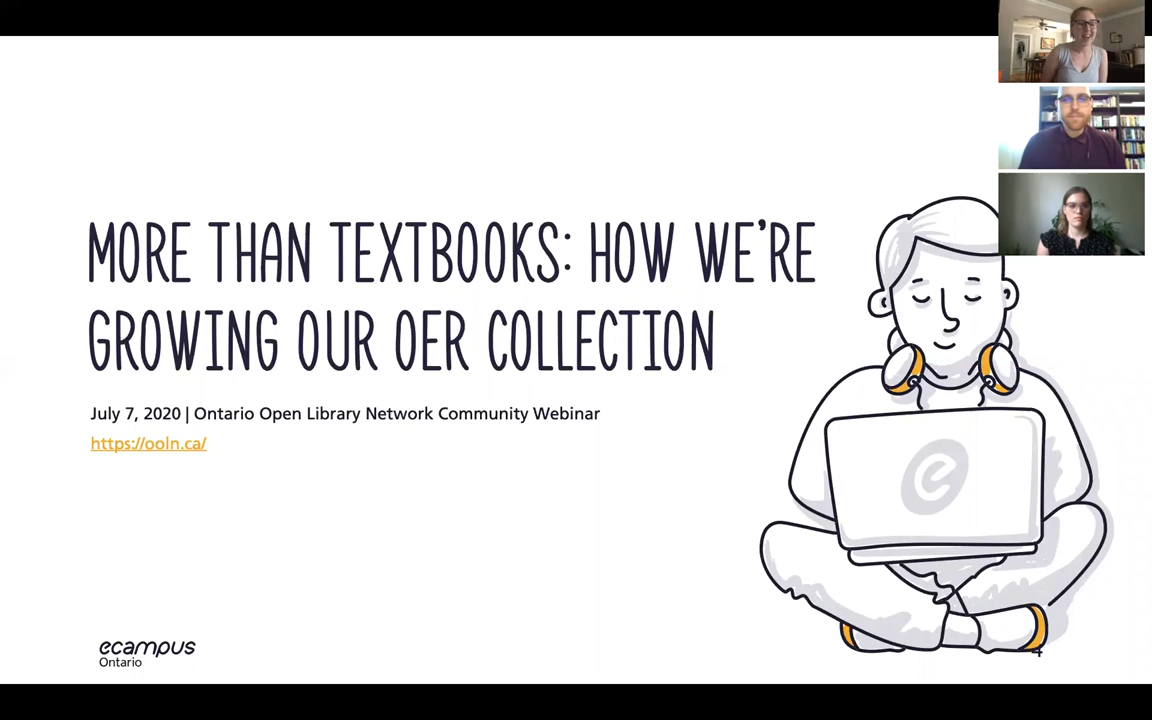 MORE THAN TEXTBOOKS: HOW WE'RE
GROWING OUR OER COLLECTION
July 7, 2020 | Ontario Open Library Network Community Webinar
https://ooln.ca/
e
ecampus
Ontario
4